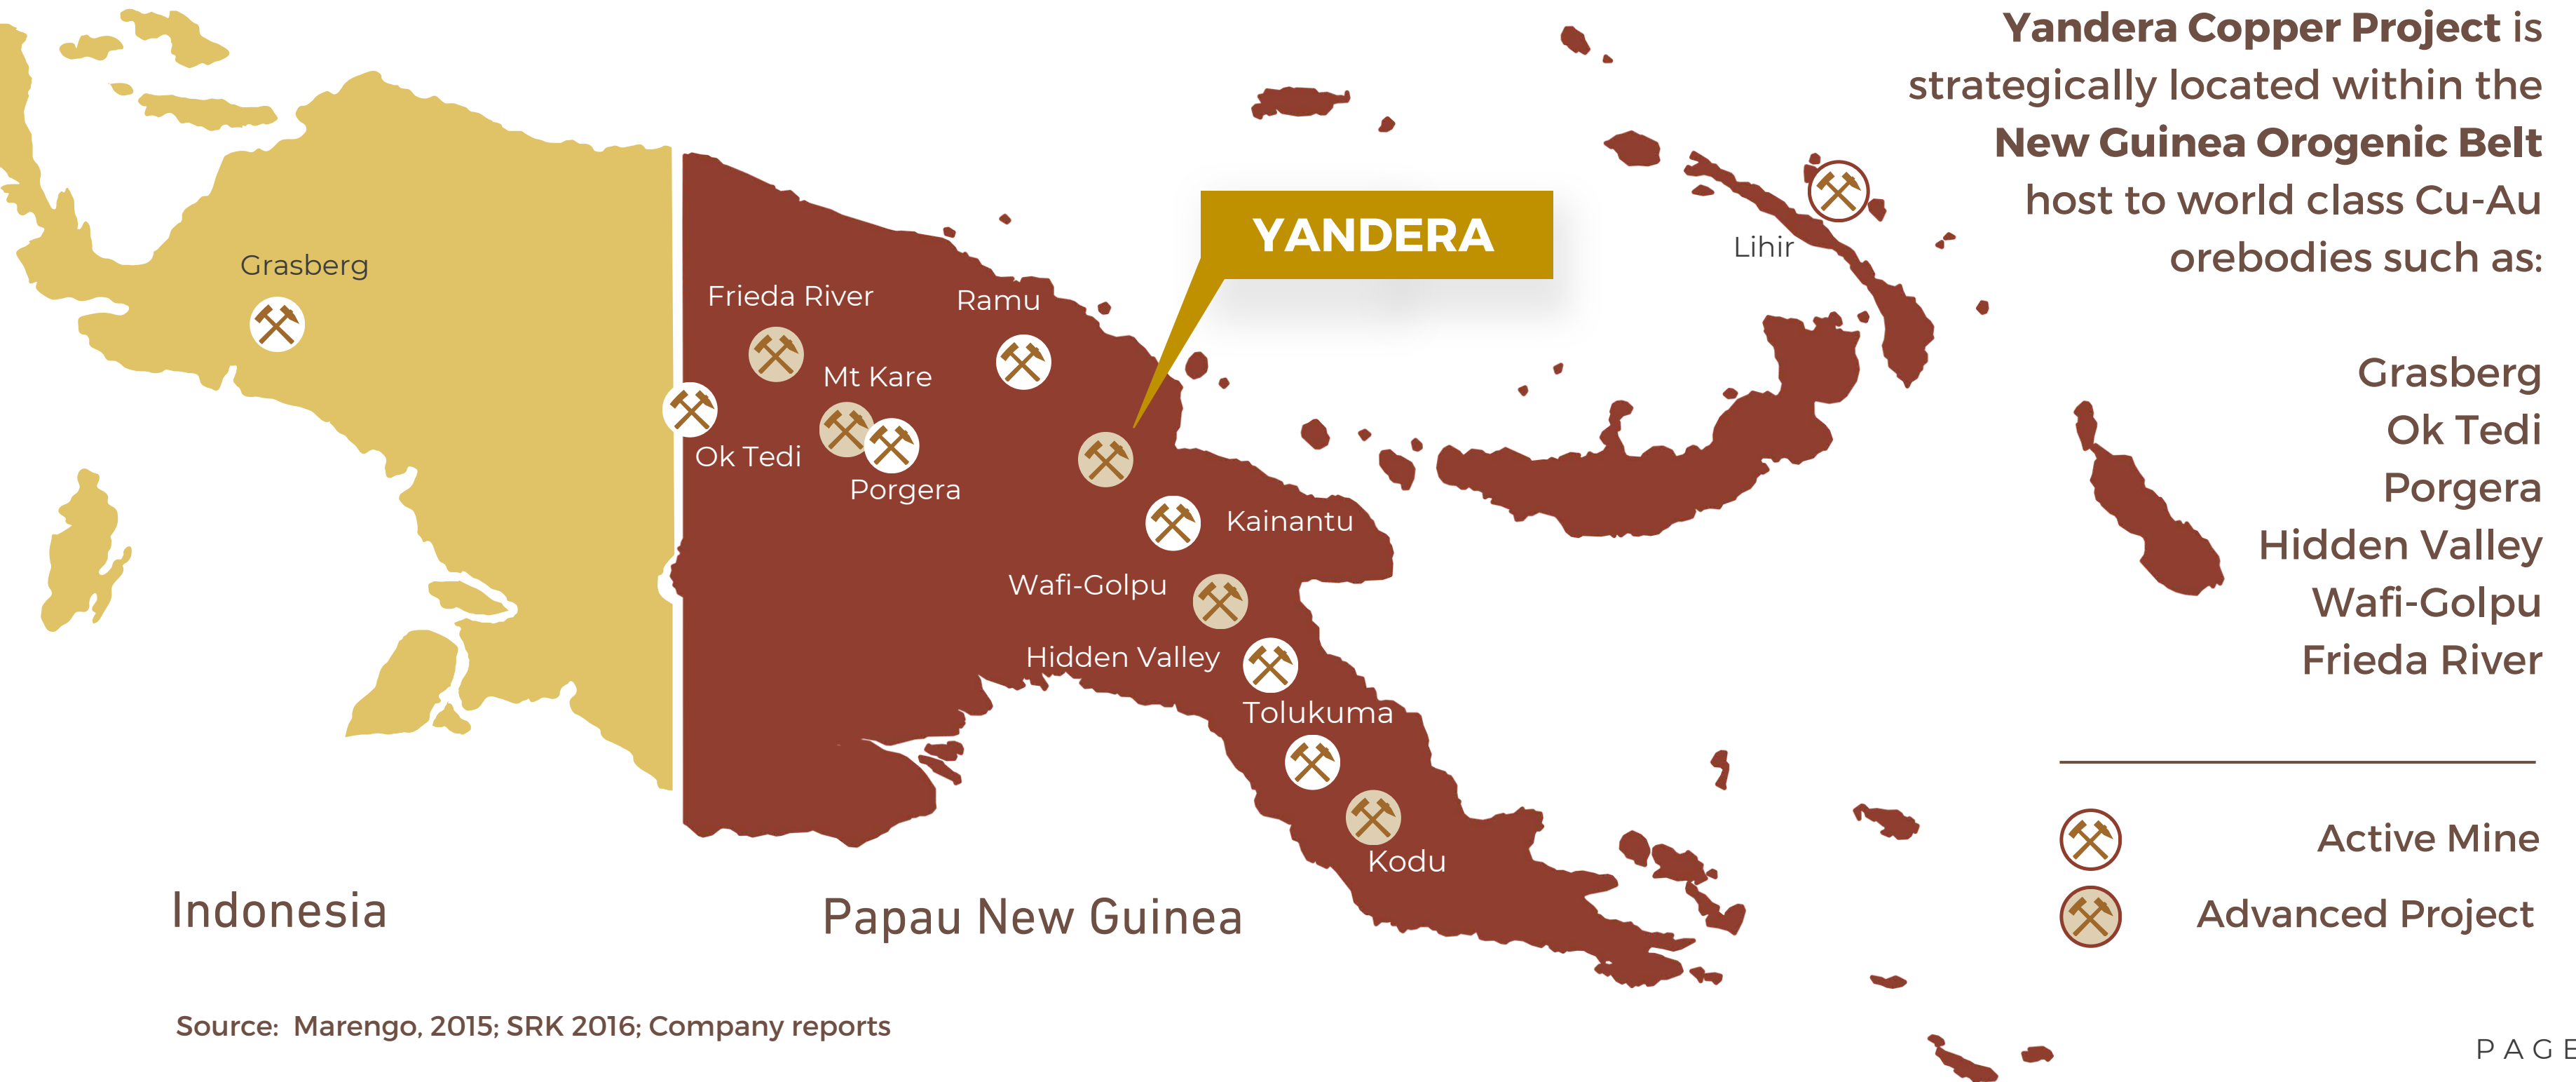 Yandera Copper Project is
strategically located within the
New Guinea Orogenic Belt
host to world class Cu-Au
orebodies such as:
Grasberg
Ok Tedi
Porgera
Hidden Valley
Wafi-Golpu
Frieda River
Active Mine
Advanced Project
YANDERA
Lihir
Grasberg
Frieda River
Ramu
Mt Kare
Ok Tedi
Porgera
Kainantu
Wafi-Golpu
Hidden Valley
Tolukuma
Kodu
Indonesia
Papau New Guinea
Source: Marengo, 2015; SRK 2016; Company reports
PAGE